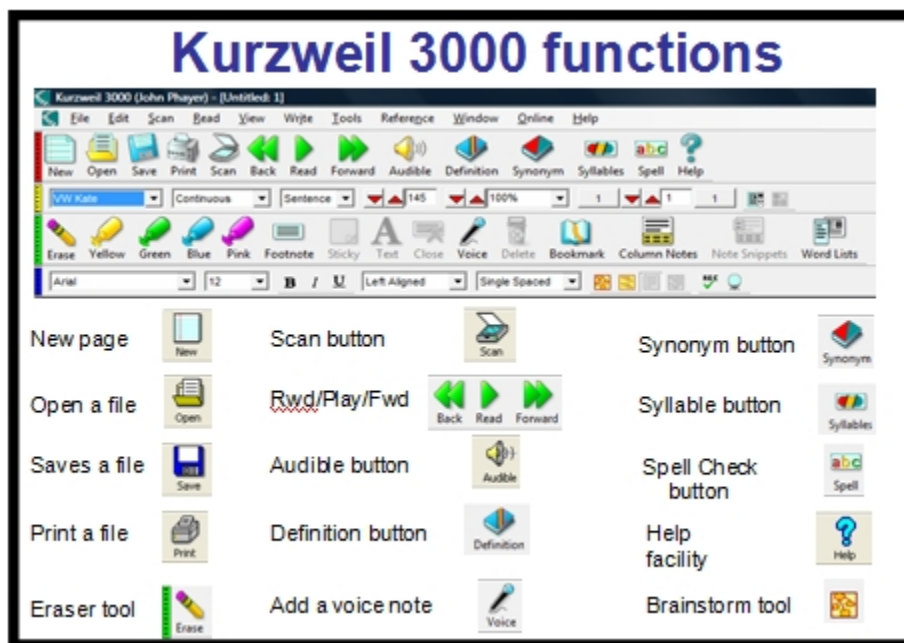 Kurzweil 3000 functions
Kurzweil 3000 (John Phayer) - [Untitled: 1]
File Edit Scan Read View Write Tools Reference Window Online Help
New Open Save Print Scan Back Read Forward Audible Definition Synonym Syllables Spell Help
VW Kate Continuous Sentence 145 100% 1 1 1
Erase Yellow Green Blue Pink Footnote Sticky Text Close Voice Delete Bookmark Column Notes Note Snippets Word Lists
Arial 12 B I U Left Aligned Single Spaced
New page New Scan button Scan Synonym button Synonym
Open a file Open Rwd/Play/Fwd Back Read Forward Syllable button Syllables
Saves a file Save Audible button Audible Spell Check button abc Spell
Print a file Print Definition button Definition Help facility Help
Eraser tool Erase Add a voice note Voice Brainstorm tool